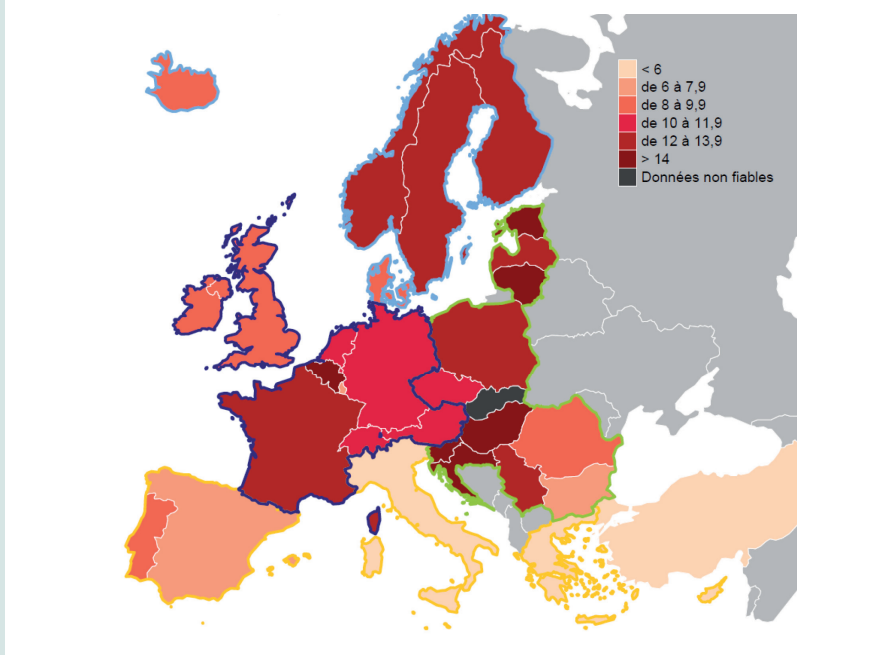 < 6
de 6 à 7,9
de 8 à 9,9
de 10 à 11,9
de 12 à 13,9
> 14
Données non fiables